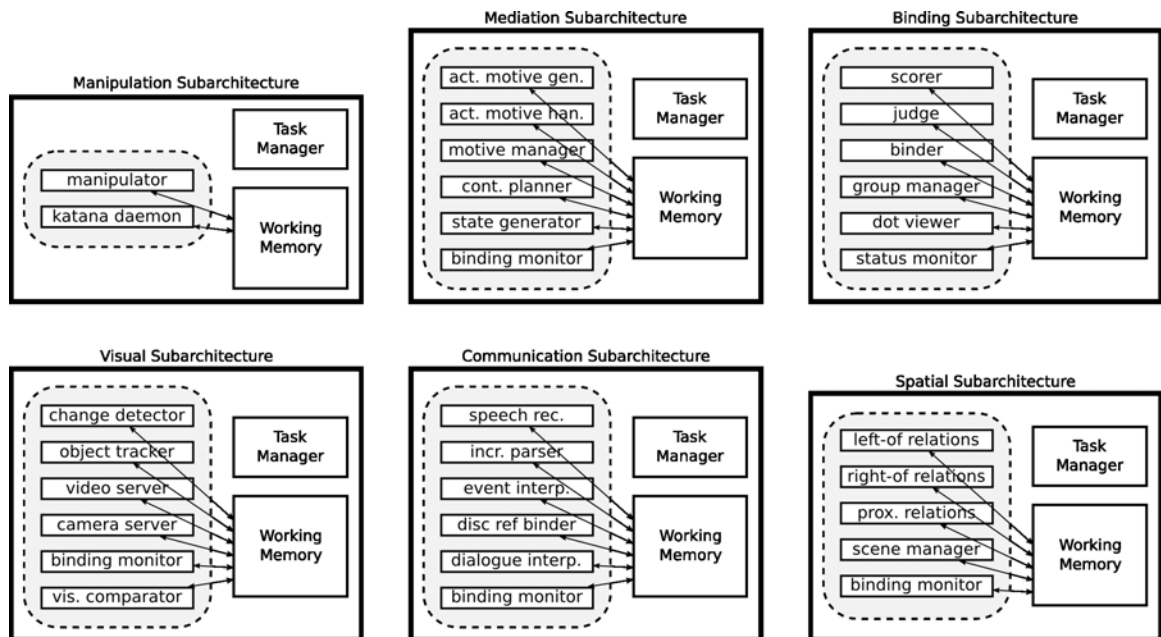 Manipulation Subarchitecture
manipulator
katana daemon
Task
Manager
Working
Memory
Mediation Subarchitecture
act. motive gen.
act. motive han.
motive manager
cont. planner
state generator
binding monitor
Task
Manager
Working
Memory
Binding Subarchitecture
scorer
judge
binder
group manager
dot viewer
status monitor
Task
Manager
Working
Memory
Visual Subarchitecture
change detector
object tracker
video server
camera server
binding monitor
vis. comparator
Task
Manager
Working
Memory
Communication Subarchitecture
speech rec.
incr. parser
event interp.
disc ref binder
dialogue interp.
binding monitor
Task
Manager
Working
Memory
Spatial Subarchitecture
left-of relations
right-of relations
prox. relations
scene manager
binding monitor
Task
Manager
Working
Memory